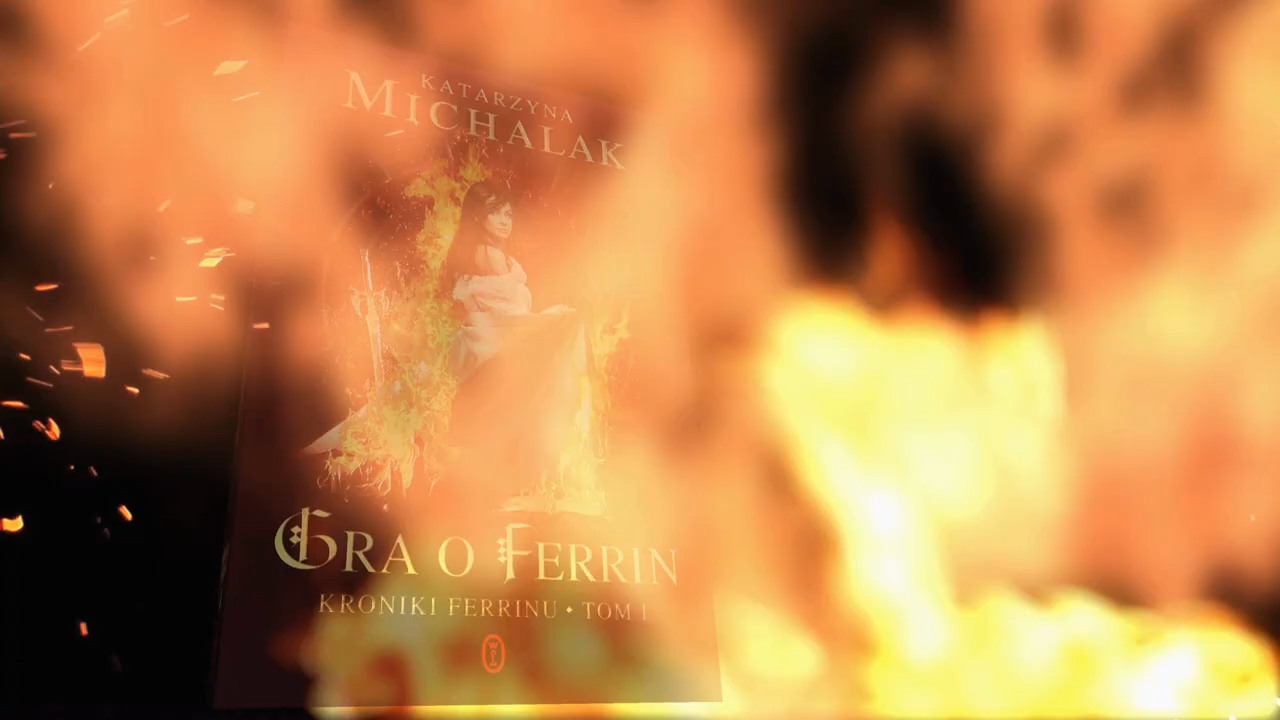 KATARZYNA
MICHALAK
GRA O FERRIN
KRONIKI FERRINU • TOM I